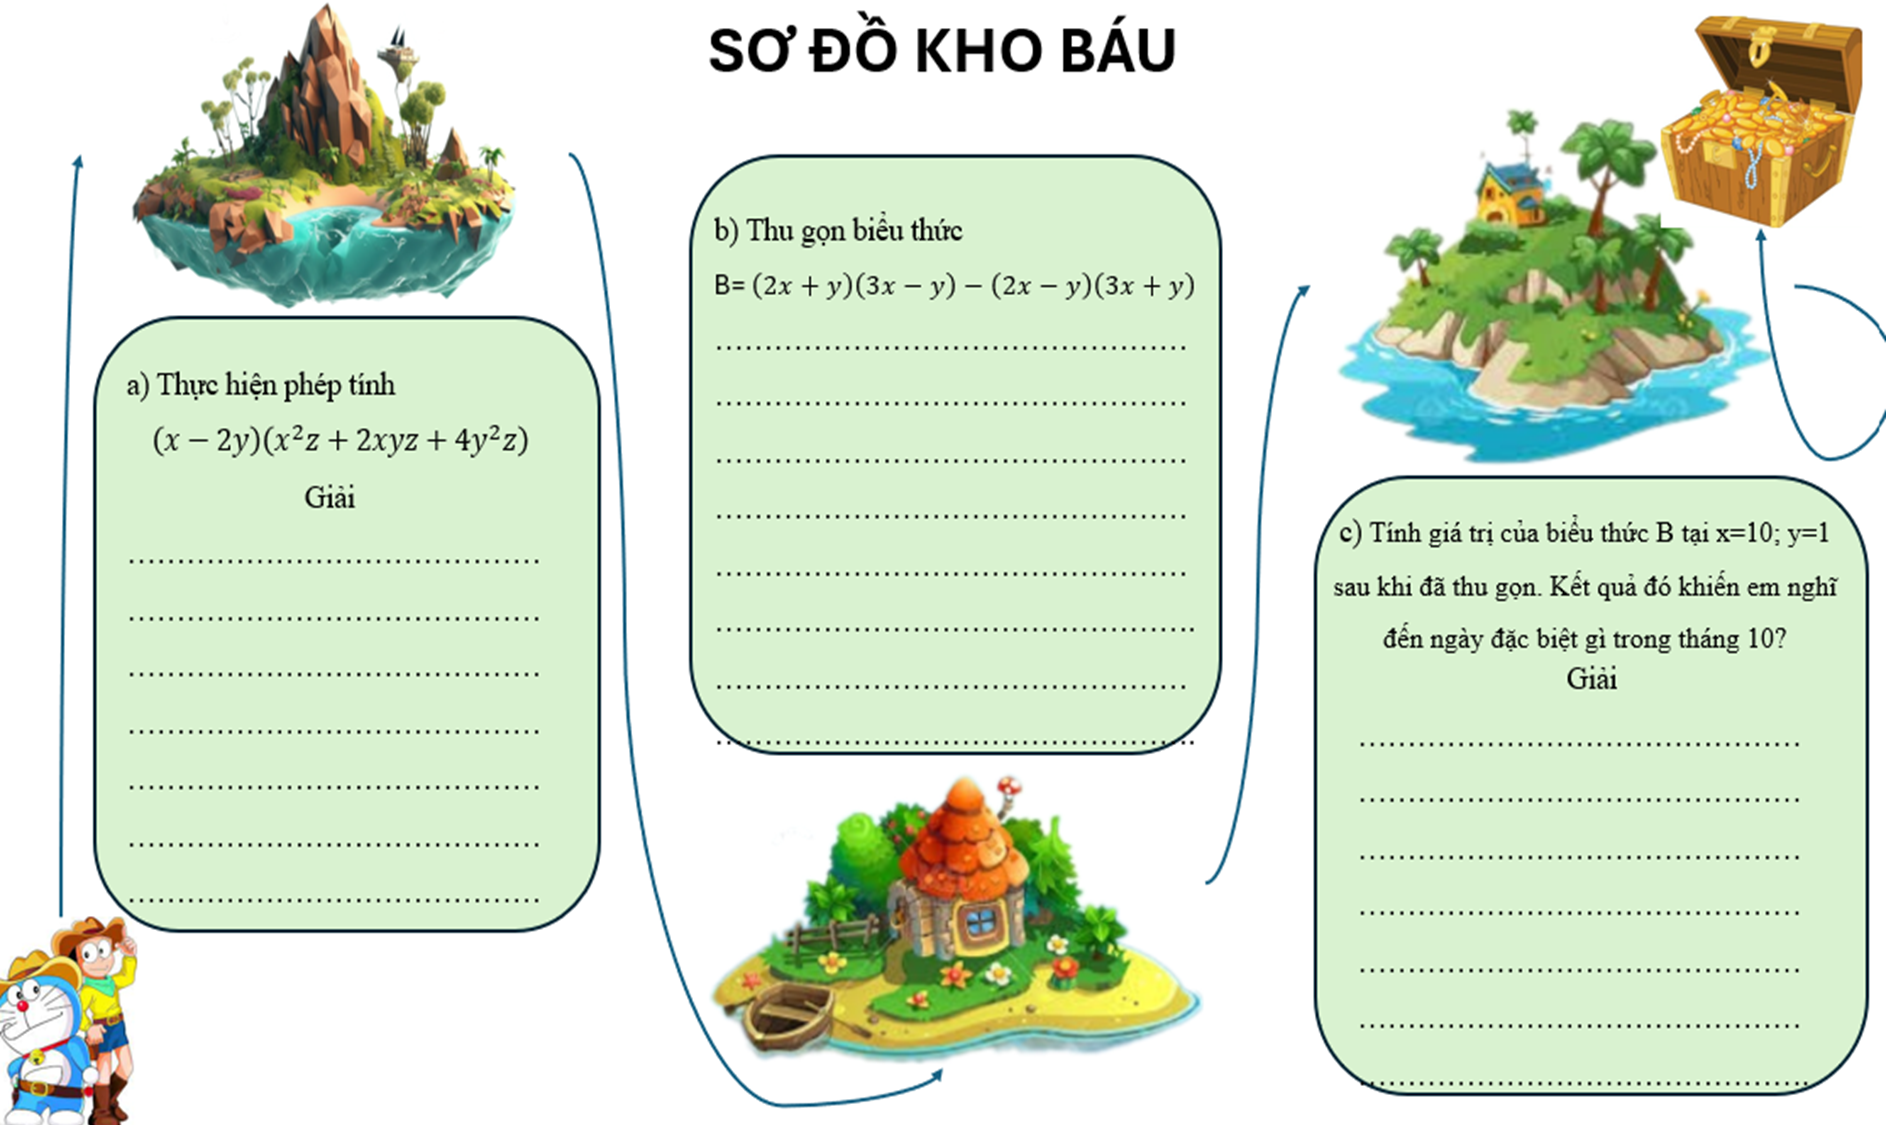 SƠ ĐỒ KHO BÁU
a) Thực hiện phép tính
(x − 2y)(x²z + 2xyz + 4y²z)
Giải
..........................................
..........................................
..........................................
..........................................
..........................................
..........................................
..........................................
b) Thu gọn biểu thức
B= (2x + y)(3x − y) − (2x − y)(3x + y)
................................................
................................................
................................................
................................................
................................................
.................................................
................................................
.................................................
c) Tính giá trị của biểu thức B tại x=10; y=1
sau khi đã thu gọn. Kết quả đó khiến em nghĩ
đến ngày đặc biệt gì trong tháng 10?
Giải
.............................................
.............................................
.............................................
.............................................
.............................................
.............................................
..............................................